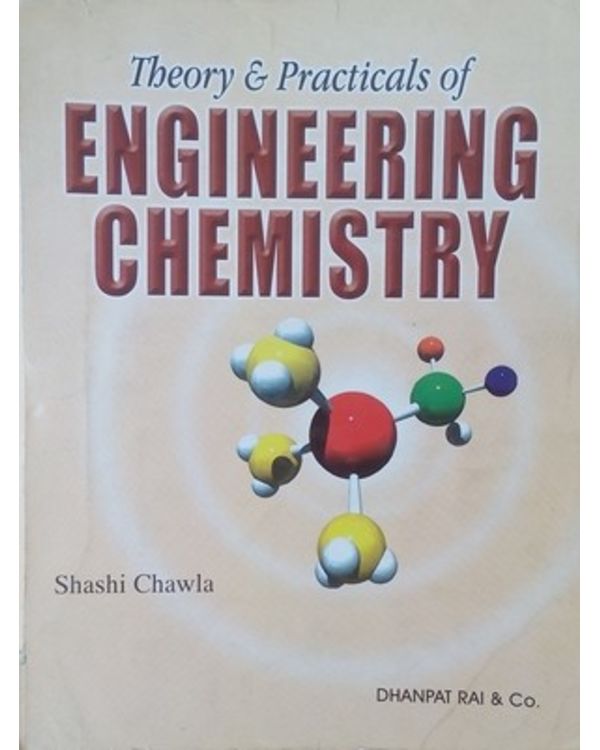 Theory & Practicals of
ENGINEERING
CHEMISTRY
Shashi Chawla
DHANPAT RAI & Co.